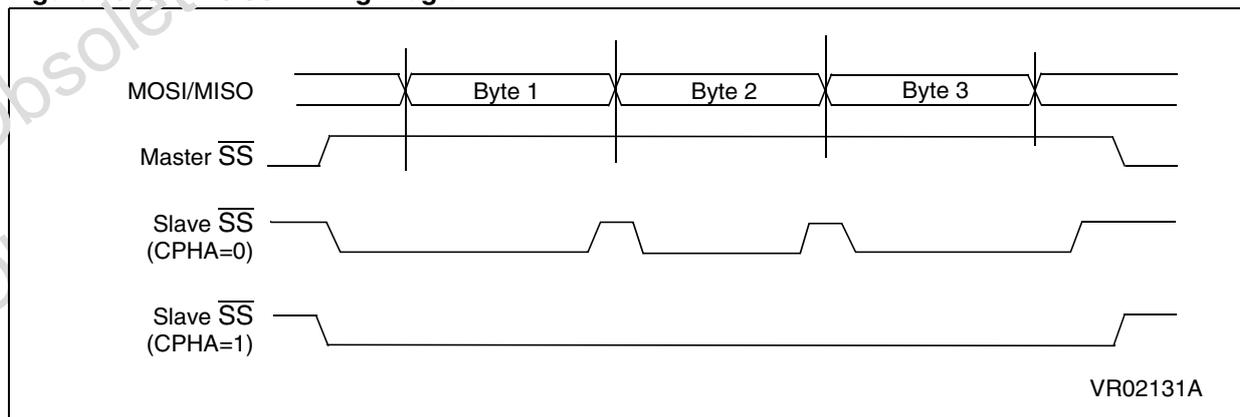 MOSI/MISO
Byte 1
Byte 2
Byte 3
Master SS
Slave SS
(CPHA=0)
Slave SS
(CPHA=1)
VR02131A